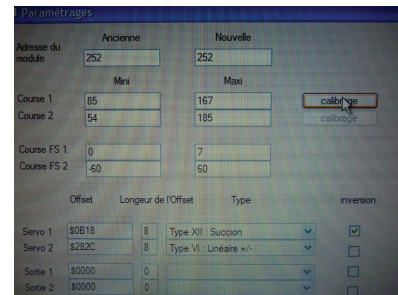 Paramétrages
Ancienne Nouvelle
Adresse du module 252 252
Mini Maxi
Course 1 85 167 calibrage
Course 2 54 185 calibrage
Course FS 1 0 7
Course FS 2 -60 60
Offset Longeur de l'Offset Type inversion
Servo 1 $0B18 8 Type XII : Succion
Servo 2 $282C 8 Type VI : Linéaire +/-
Sortie 1 $0000 0
Sortie 2 $0000 0